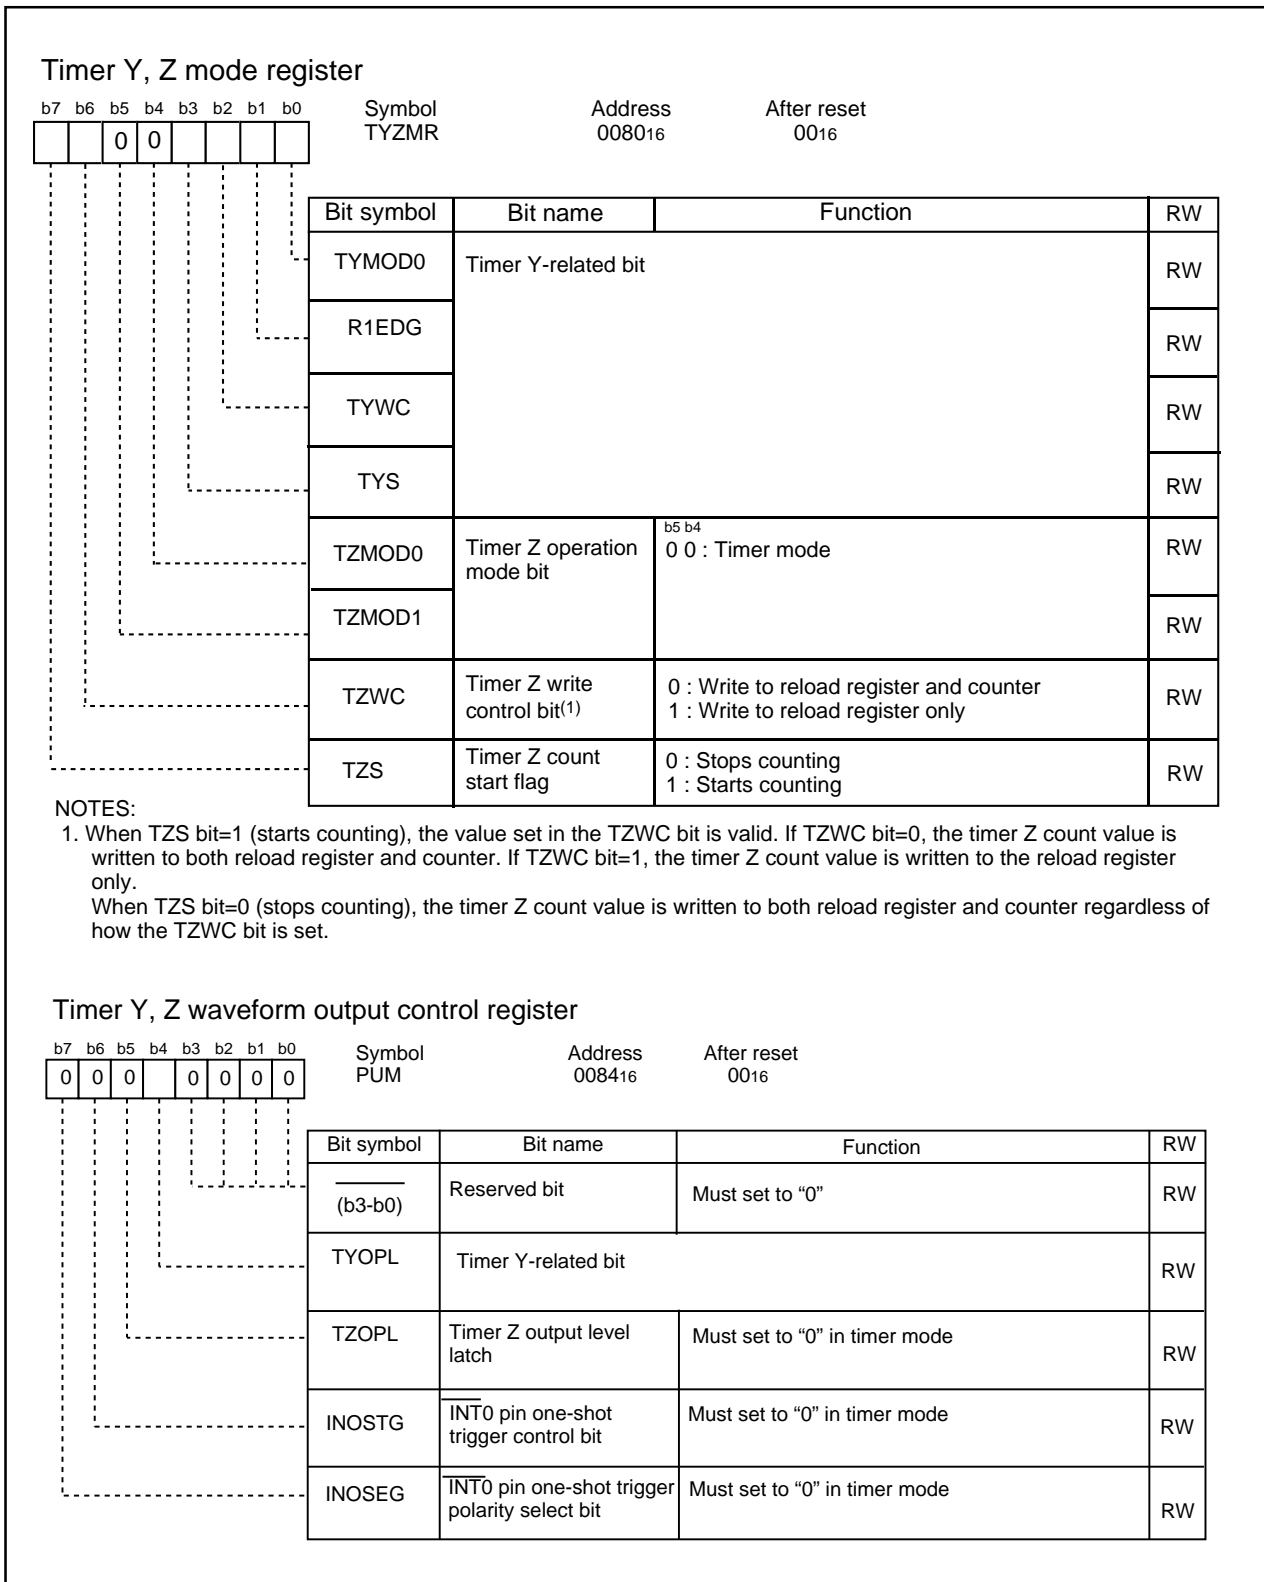 Timer Y, Z mode register
b7 b6 b5 b4 b3 b2 b1 b0
Symbol Address After reset
0 0
TYZMR 008016 0016
Bit symbol Bit name Function RW
TYMOD0 Timer Y-related bit RW
R1EDG RW
TYWC RW
TYS RW
b5 b4
TZMOD0 Timer Z operation 0 0 : Timer mode RW
mode bit
TZMOD1 RW
Timer Z write 0 : Write to reload register and counter
TZWC control bit(1) 1 : Write to reload register only RW
Timer Z count 0 : Stops counting
TZS start flag 1 : Starts counting RW
NOTES:
1. When TZS bit=1 (starts counting), the value set in the TZWC bit is valid. If TZWC bit=0, the timer Z count value is
written to both reload register and counter. If TZWC bit=1, the timer Z count value is written to the reload register
only.
When TZS bit=0 (stops counting), the timer Z count value is written to both reload register and counter regardless of
how the TZWC bit is set.
Timer Y, Z waveform output control register
b7 b6 b5 b4 b3 b2 b1 b0
Symbol Address After reset
0 0 0 0 0 0 0
PUM 008416 0016
Bit symbol Bit name Function RW
(b3-b0) Reserved bit Must set to “0” RW
TYOPL Timer Y-related bit RW
TZOPL Timer Z output level Must set to “0” in timer mode RW
latch
INOSTG INT0 pin one-shot Must set to “0” in timer mode RW
trigger control bit
INOSEG INT0 pin one-shot trigger Must set to “0” in timer mode RW
polarity select bit